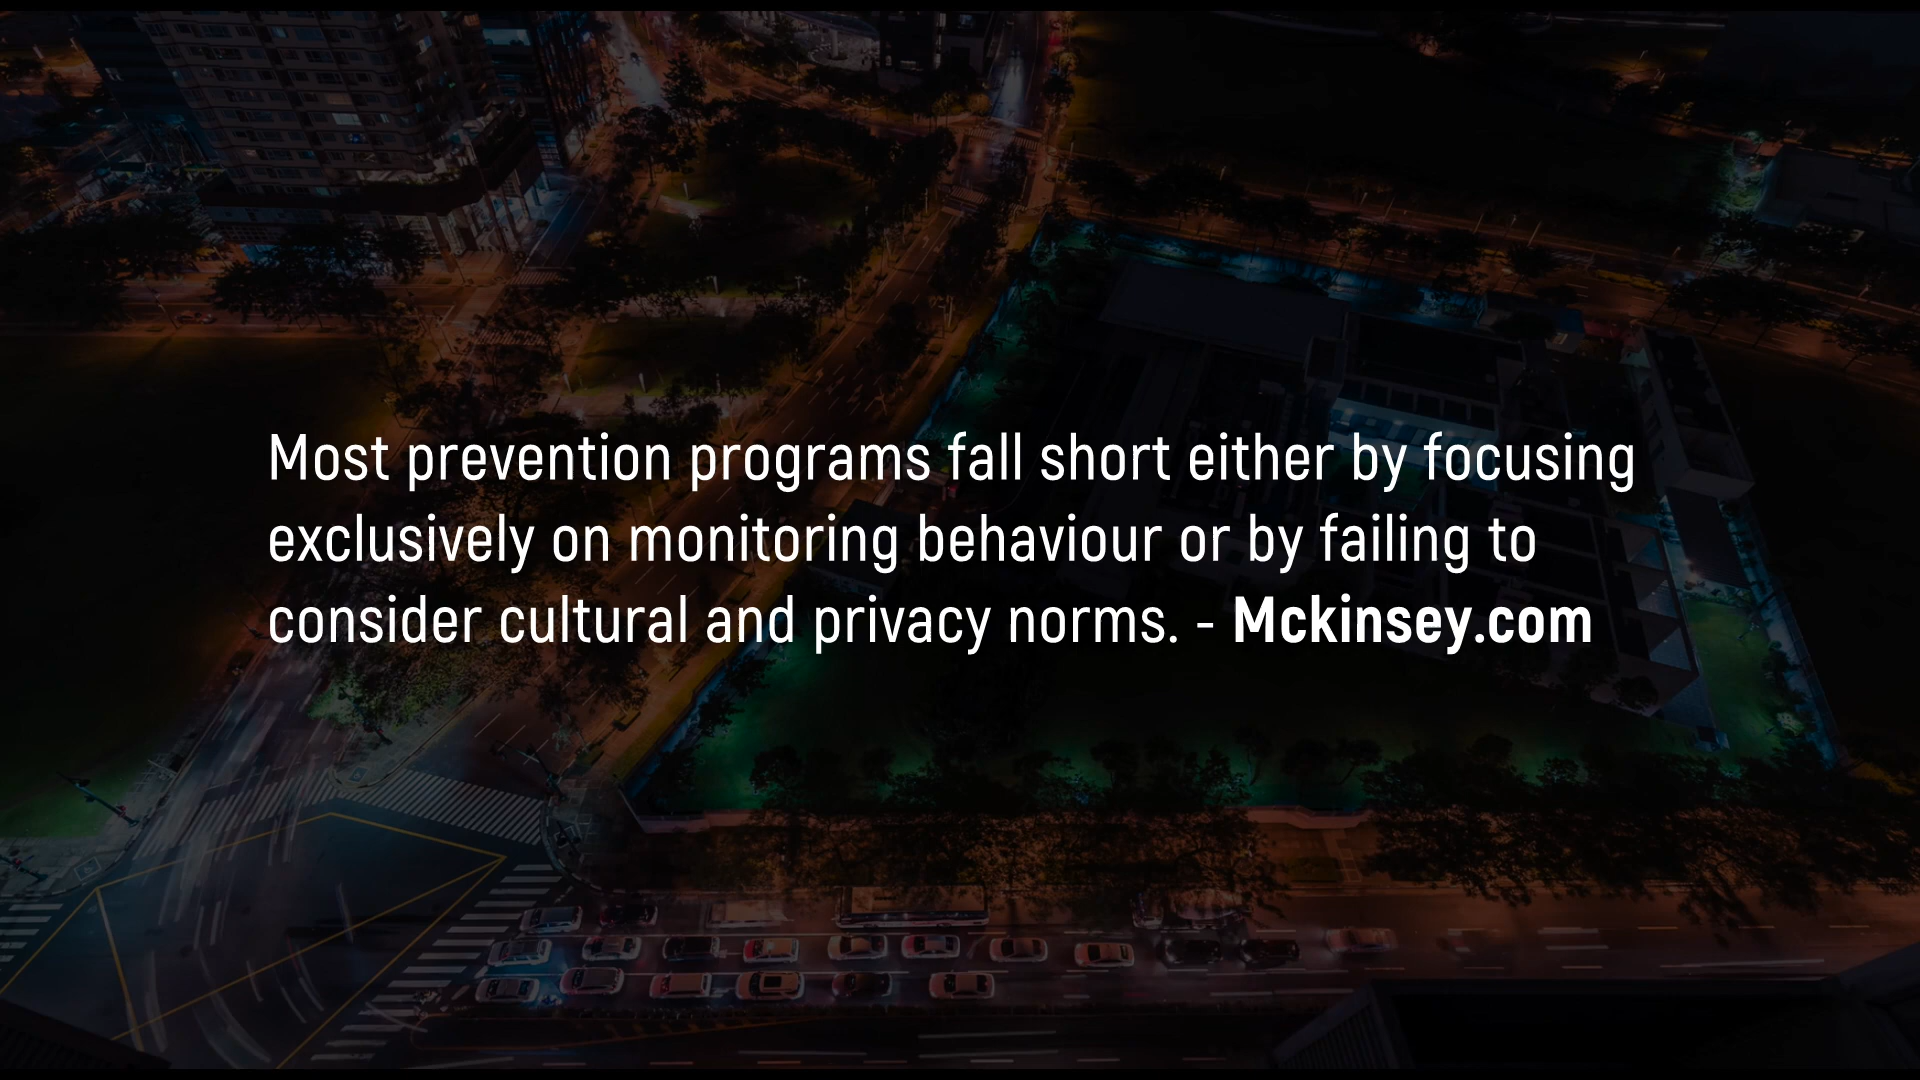 Most prevention programs fall short either by focusing
exclusively on monitoring behaviour or by failing to
consider cultural and privacy norms. - Mckinsey.com